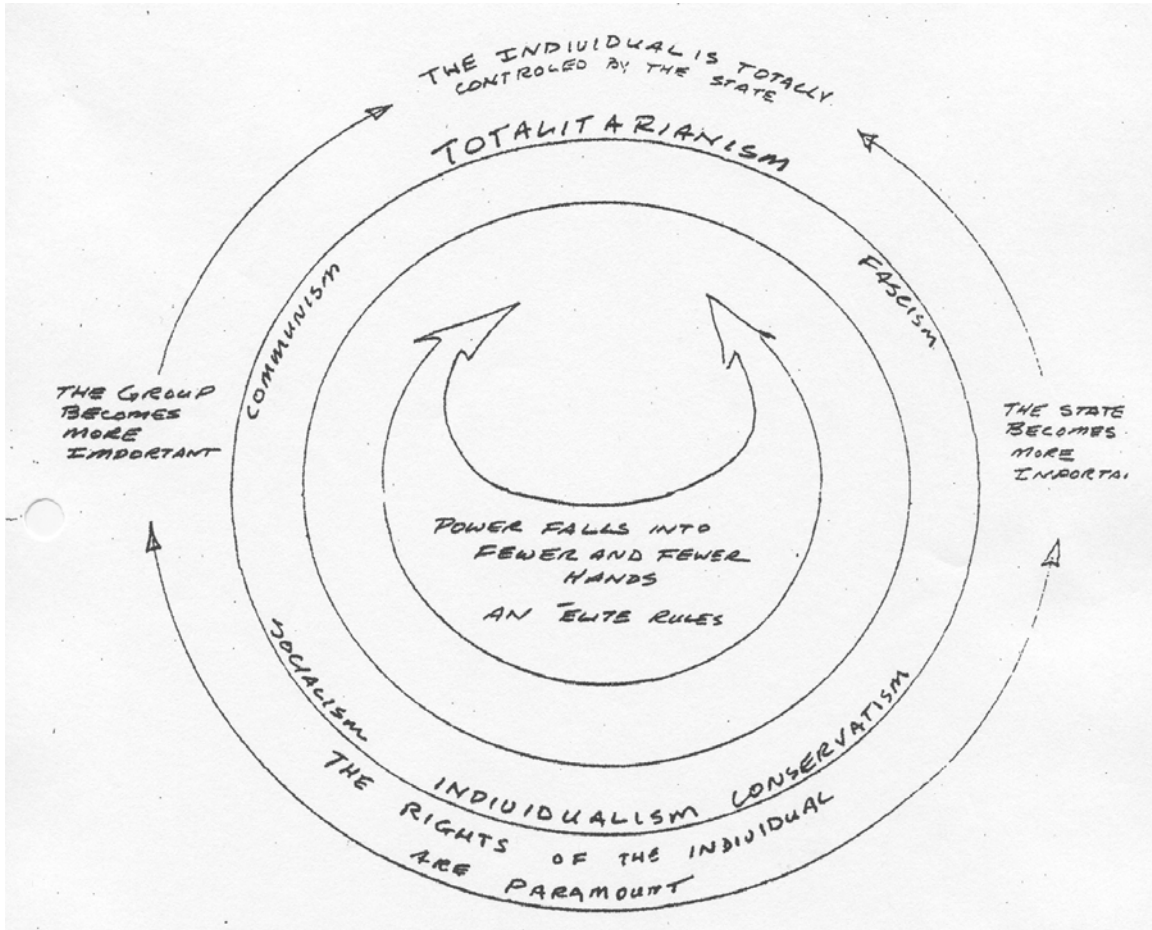 THE INDIVIDUAL IS TOTALLY
CONTROLED BY THE STATE
TOTALITARIANISM
COMMUNISM
FASCISM
THE GROUP
BECOMES
MORE
IMPORTANT
THE STATE
BECOMES
MORE
INPORTA
POWER FALLS INTO
FEWER AND FEWER
HANDS
AN ELITE RULES
SOCIALISM
INDIVIDUALISM
CONSERVATISM
THE RIGHTS OF THE INDIVIDUAL
ARE PARAMOUNT